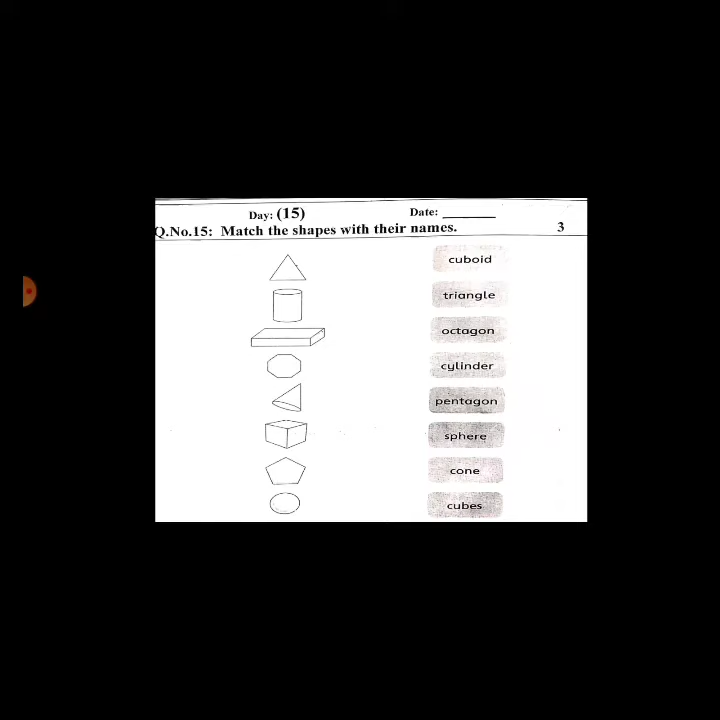 Day: (15) Date: ________
Q.No.15: Match the shapes with their names. 3
cuboid
triangle
octagon
cylinder
pentagon
sphere
cone
cubes